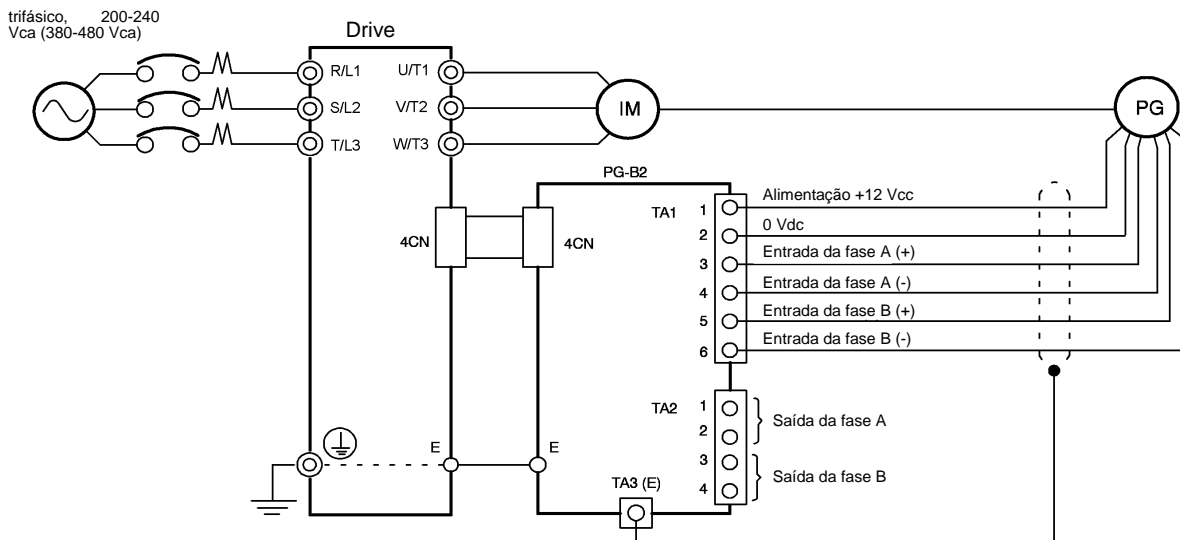 trifásico, 200-240
Vca (380-480 Vca)
Drive
R/L1 U/T1
S/L2 V/T2
T/L3 W/T3
IM
PG
PG-B2
TA1
1 Alimentação +12 Vcc
2 0 Vdc
3 Entrada da fase A (+)
4 Entrada da fase A (-)
5 Entrada da fase B (+)
6 Entrada da fase B (-)
4CN 4CN
TA2
1
2
Saída da fase A
3
4
Saída da fase B
E E
TA3 (E)